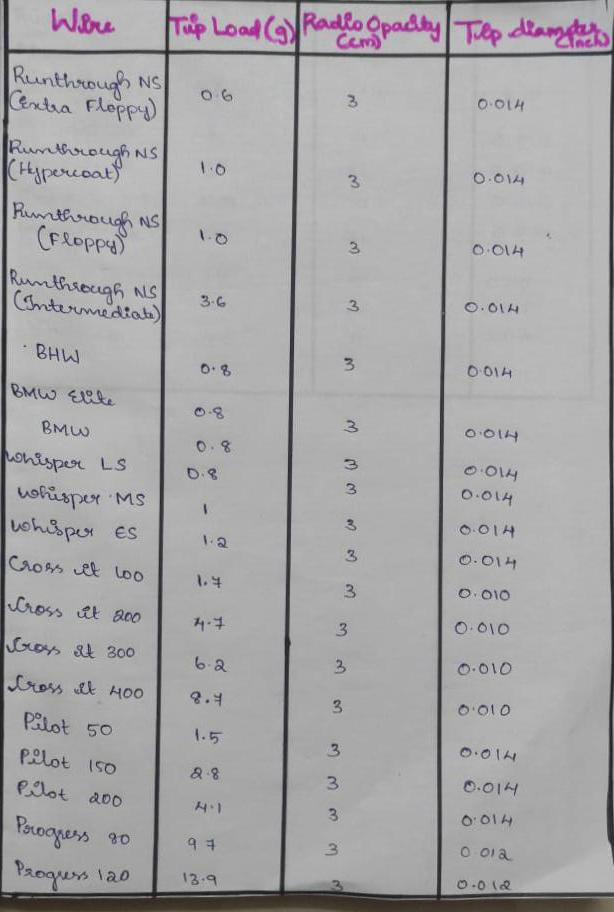 Wire Tip Load (g) Radio Opacity (cm) Tip diameter (Inch)
Runthrough NS (Extra Floppy) 0.6 3 0.014
Runthrough NS (Hypercoat) 1.0 3 0.014
Runthrough NS (Floppy) 1.0 3 0.014
Runthrough NS (Intermediate) 3.6 3 0.014
BHW 0.8 3 0.014
BMW Elite 0.8 3 0.014
BMW 0.8 3 0.014
Whisper LS 0.8 3 0.014
Whisper MS 1 3 0.014
Whisper ES 1.2 3 0.014
Cross it 100 1.7 3 0.010
Cross it 200 4.7 3 0.010
Cross it 300 6.2 3 0.010
Cross it 400 8.7 3 0.010
Pilot 50 1.5 3 0.014
Pilot 150 2.8 3 0.014
Pilot 200 4.1 3 0.014
Progress 80 9 7 3 0 012
Progress 120 13.9 3 0.012